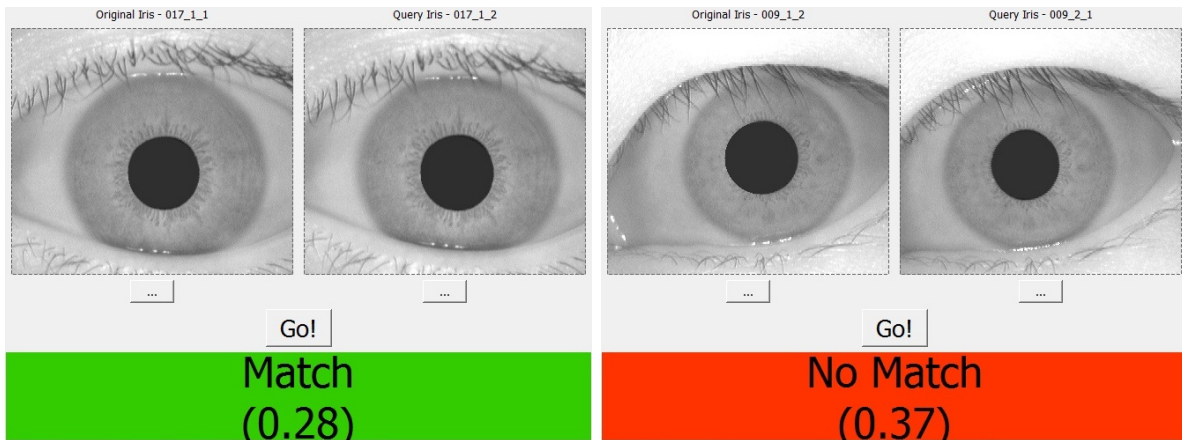 Original Iris - 017_1_1
Query Iris - 017_1_2
...
...
Go!
Match
(0.28)
Original Iris - 009_1_2
Query Iris - 009_2_1
...
...
Go!
No Match
(0.37)